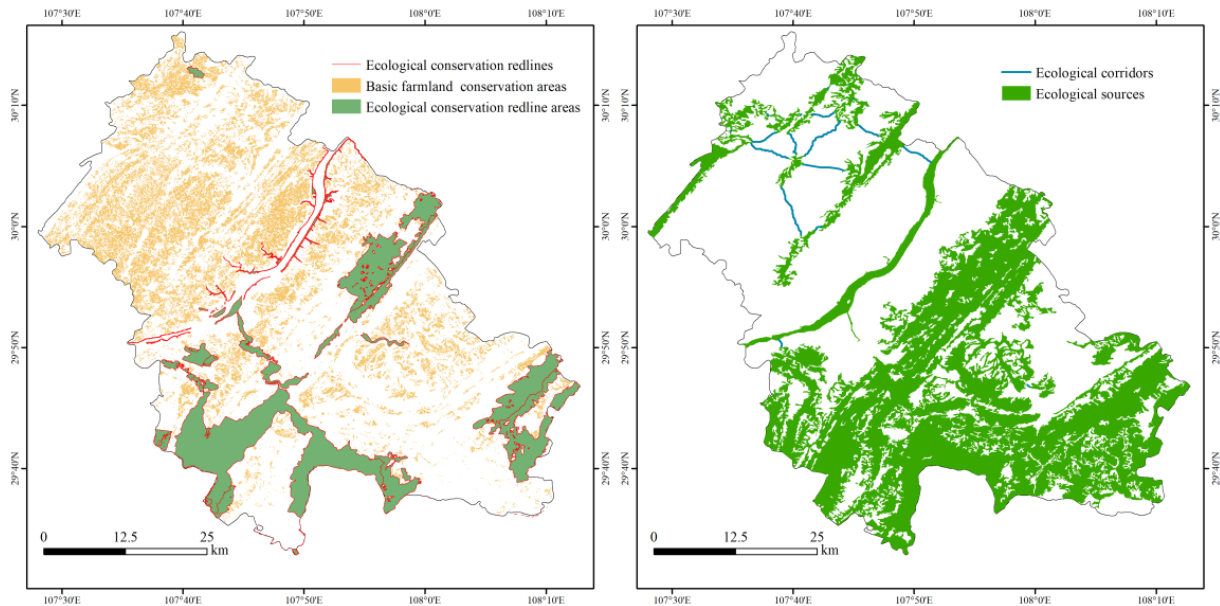 107°30'E 107°40'E 107°50'E 108°0'E 108°10'E
Ecological conservation redlines
Basic farmland conservation areas
Ecological conservation redline areas
30°10'N
30°0'N
29°50'N
29°40'N
30°10'N
30°0'N
29°50'N
29°40'N
0 12.5 25
km
107°30'E 107°40'E 107°50'E 108°0'E 108°10'E
107°30'E 107°40'E 107°50'E 108°0'E 108°10'E
Ecological corridors
Ecological sources
30°10'N
30°0'N
29°50'N
29°40'N
30°10'N
30°0'N
29°50'N
29°40'N
0 12.5 25
km
107°30'E 107°40'E 107°50'E 108°0'E 108°10'E